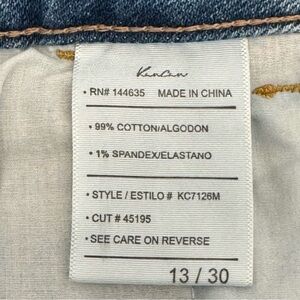 KanCan
• RN# 144635 MADE IN CHINA
• 99% COTTON/ALGODON
• 1% SPANDEX/ELASTANO
• STYLE / ESTILO # KC7126M
• CUT # 45195
• SEE CARE ON REVERSE
13 / 30